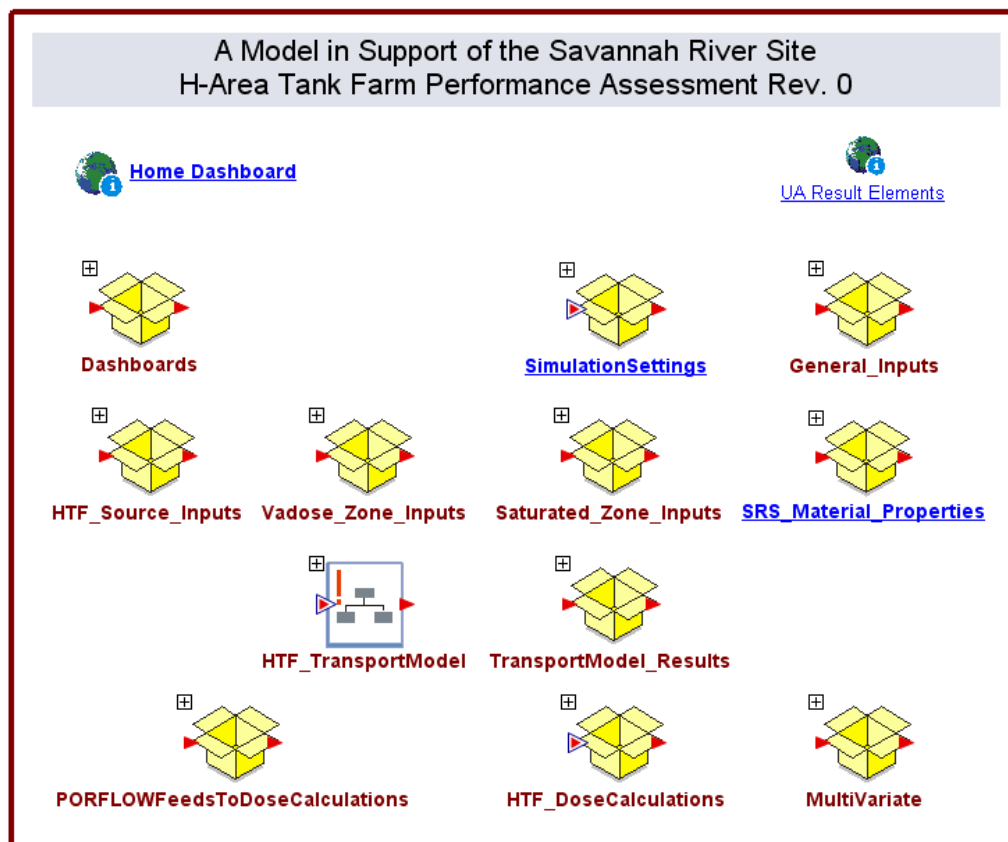 A Model in Support of the Savannah River Site
H-Area Tank Farm Performance Assessment Rev. 0
Home Dashboard
UA Result Elements
Dashboards
SimulationSettings
General_Inputs
HTF_Source_Inputs
Vadose_Zone_Inputs
Saturated_Zone_Inputs
SRS_Material_Properties
HTF_TransportModel
TransportModel_Results
PORFLOWFeedsToDoseCalculations
HTF_DoseCalculations
MultiVariate